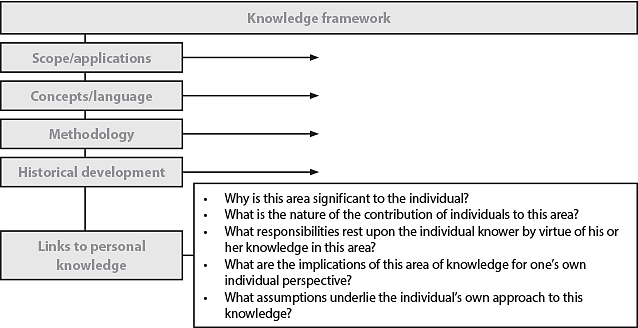 Knowledge framework
Scope/applications
Concepts/language
Methodology
Historical development
Links to personal
knowledge
• Why is this area significant to the individual?
• What is the nature of the contribution of individuals to this area?
• What responsibilities rest upon the individual knower by virtue of his or
her knowledge in this area?
• What are the implications of this area of knowledge for one's own
individual perspective?
• What assumptions underlie the individual's own approach to this
knowledge?